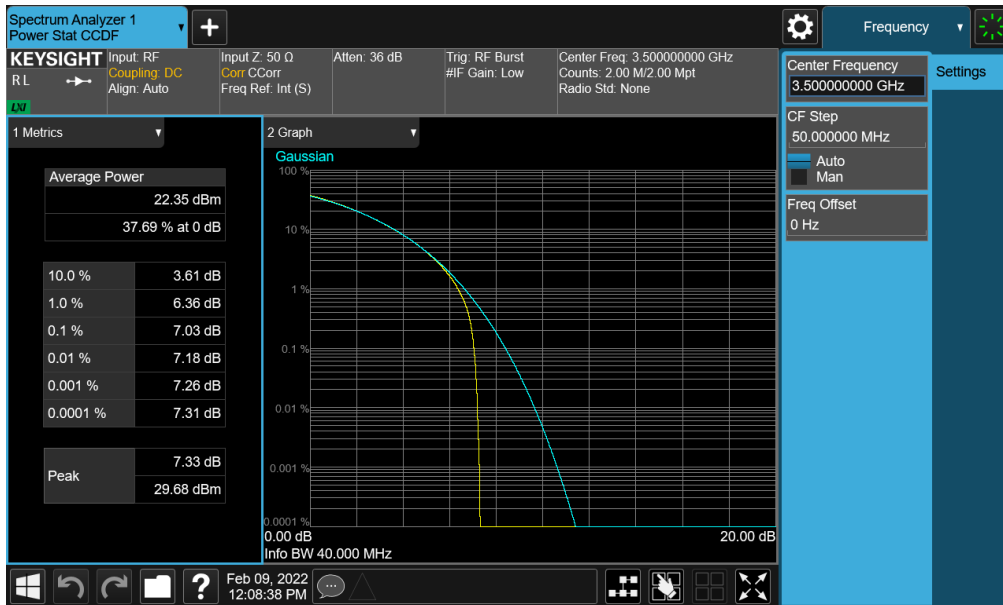 Spectrum Analyzer 1
Power Stat CCDF
Frequency
KEYSIGHT
R L
LXI
Input: RF
Coupling: DC
Align: Auto
Input Z: 50 Ω
Corr CCorr
Freq Ref: Int (S)
Atten: 36 dB
Trig: RF Burst
#IF Gain: Low
Center Freq: 3.500000000 GHz
Counts: 2.00 M/2.00 Mpt
Radio Std: None
Center Frequency
3.500000000 GHz
Settings
CF Step
50.000000 MHz
Auto
Man
Freq Offset
0 Hz
1 Metrics
Average Power
22.35 dBm
37.69 % at 0 dB
10.0 % 3.61 dB
1.0 % 6.36 dB
0.1 % 7.03 dB
0.01 % 7.18 dB
0.001 % 7.26 dB
0.0001 % 7.31 dB
Peak
7.33 dB
29.68 dBm
2 Graph
Gaussian
100 %
10 %
1 %
0.1 %
0.01 %
0.001 %
0.0001 %
0.00 dB 20.00 dB
Info BW 40.000 MHz
?
Feb 09, 2022
12:08:38 PM